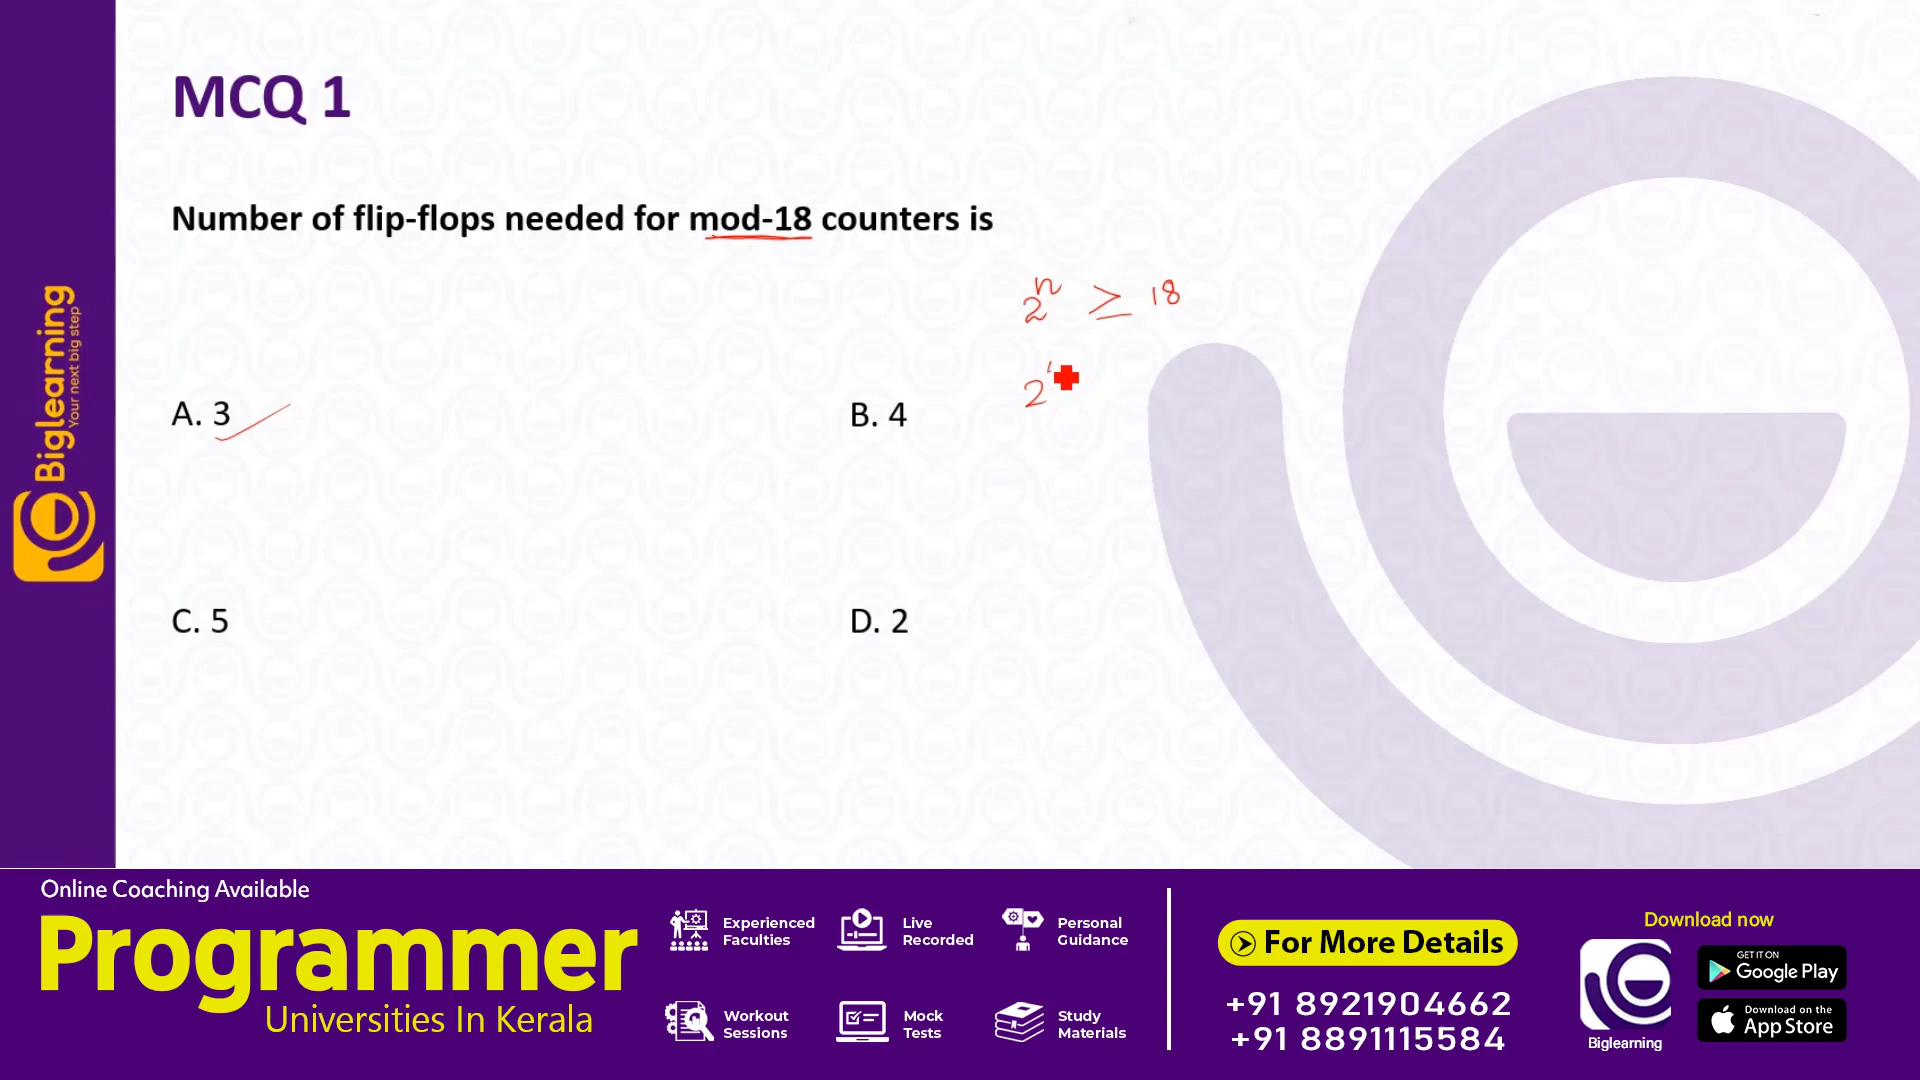 MCQ 1
Number of flip-flops needed for mod-18 counters is
2ⁿ ≥ 18
2
A. 3
B. 4
C. 5
D. 2
Biglearning
Your next big step
Online Coaching Available
Programmer
Universities In Kerala
Experienced
Faculties
Live
Recorded
Personal
Guidance
Workout
Sessions
Mock
Tests
Study
Materials
For More Details
+91 8921904662
+91 8891115584
Download now
Biglearning
GET IT ON
Google Play
Download on the
App Store